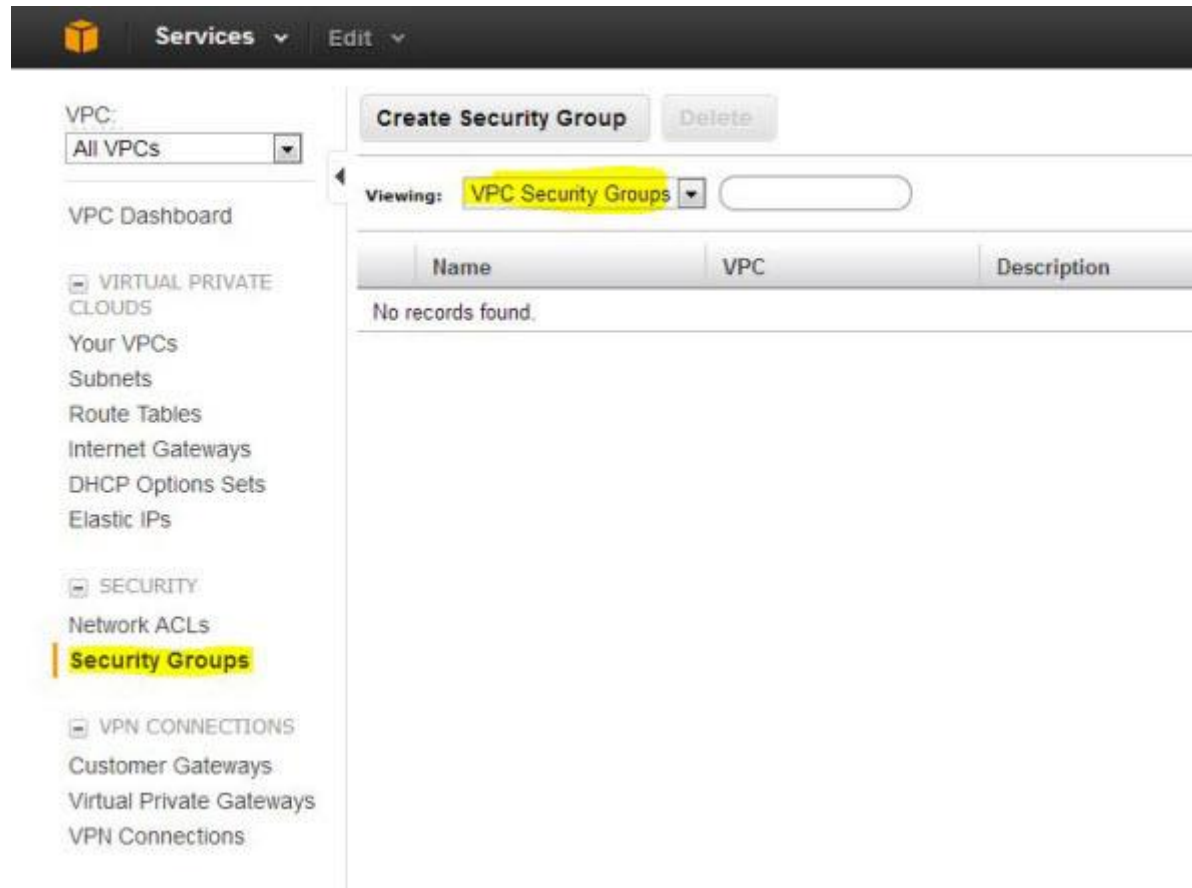 Services Edit
VPC:
All VPCs
VPC Dashboard
VIRTUAL PRIVATE
CLOUDS
Your VPCs
Subnets
Route Tables
Internet Gateways
DHCP Options Sets
Elastic IPs
SECURITY
Network ACLs
Security Groups
VPN CONNECTIONS
Customer Gateways
Virtual Private Gateways
VPN Connections
Create Security Group Delete
Viewing: VPC Security Groups
Name VPC Description
No records found.